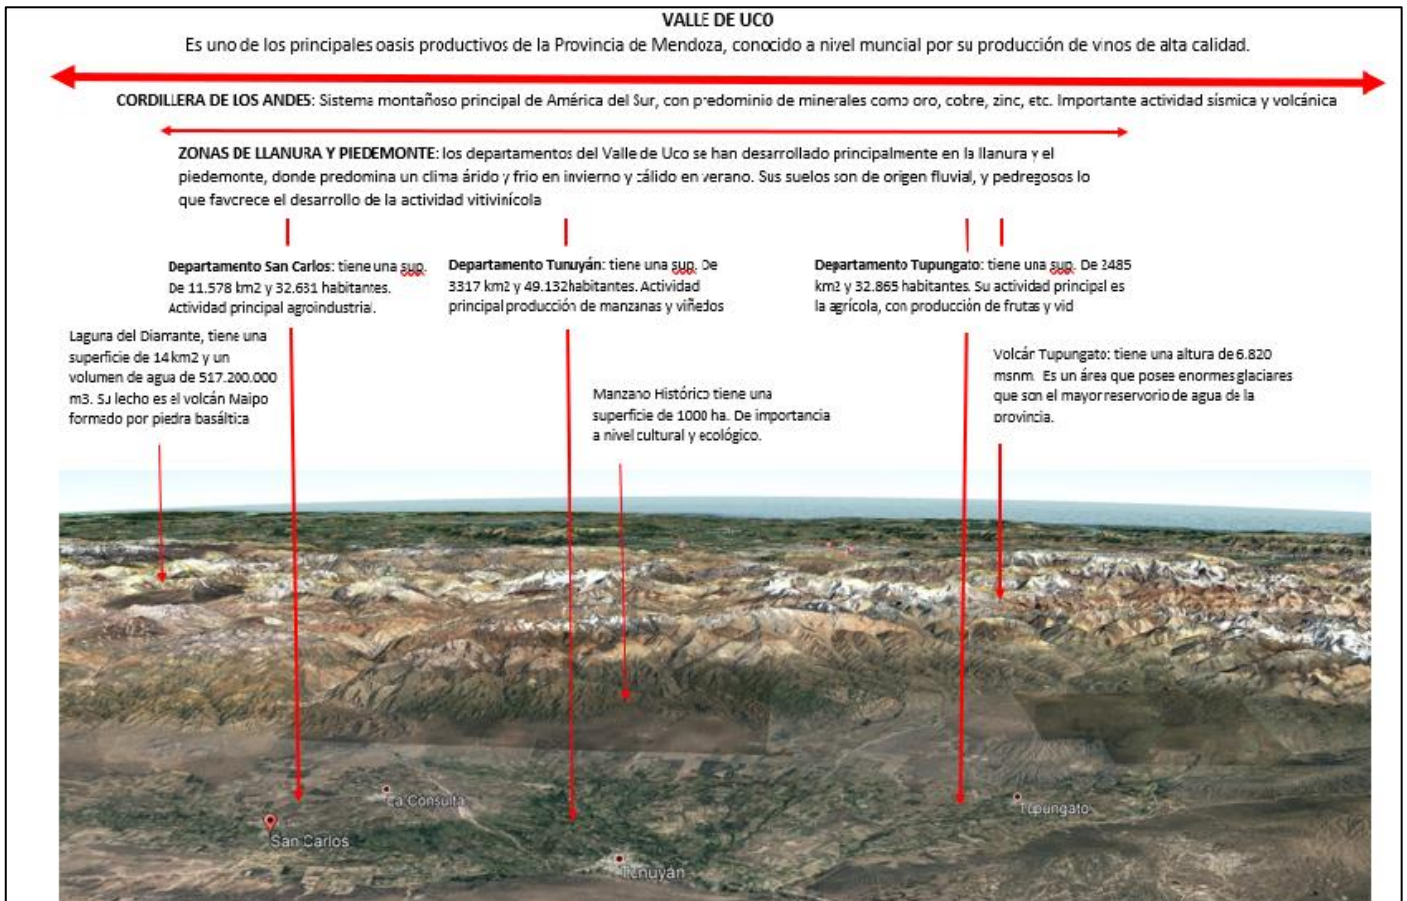 VALLE DE UCO
Es uno de los principales oasis productivos de la Provincia de Mendoza, conocido a nivel muncial por su producción de vinos de alta calidad.
CORDILLERA DE LOS ANDES: Sistema montañoso principal de América del Sur, con predominio de minerales como oro, cobre, zinc, etc. Importante actividad sísmica y volcánica
ZONAS DE LLANURA Y PIEDEMONTE: los departamentos del Valle de Uco se han desarrollado principalmente en la llanura y el
piedemonte, donde predomina un clima árido y frio en invierno y cálido en verano. Sus suelos son de origen fluvial, y pedregosos lo
que favorece el desarrollo de la actividad vitivinícola
Departamento San Carlos: tiene una sup.
De 11.578 km2 y 32.631 habitantes.
Actividad principal agroindustrial.
Departamento Tunuyán: tiene una sup. De
3317 km2 y 49.132habitantes. Actividad
principal producción de manzanas y viñedos
Departamento Tupungato: tiene una sup. De 2485
km2 y 32.865 habitantes. Su actividad principal es
la agrícola, con producción de frutas y vid
Laguna del Diamante, tiene una
superficie de 14 km2 y un
volumen de agua de 517.200.000
m3. Su lecho es el volcán Maipo
formado por piedra basáltica
Manzano Histórico tiene una
superficie de 1000 ha. De importancia
a nivel cultural y ecológico.
Volcár Tupungato: tiene una altura de 6.820
msnm. Es un área que posee enormes glaciares
que son el mayor reservorio de agua de la
provincia.
La Consulta
Tupungato
San Carlos
Tunuyán